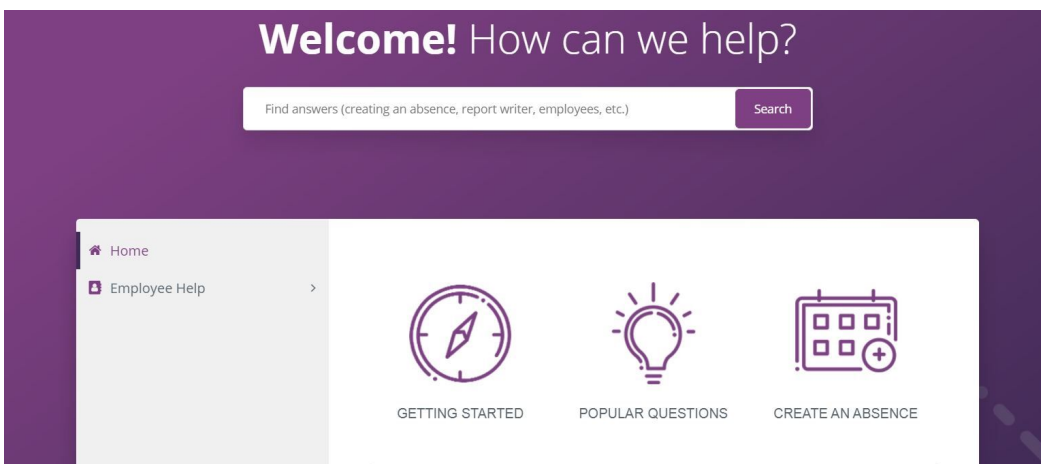 Welcome! How can we help?
Find answers (creating an absence, report writer, employees, etc.)
Search
Home
Employee Help
GETTING STARTED
POPULAR QUESTIONS
CREATE AN ABSENCE